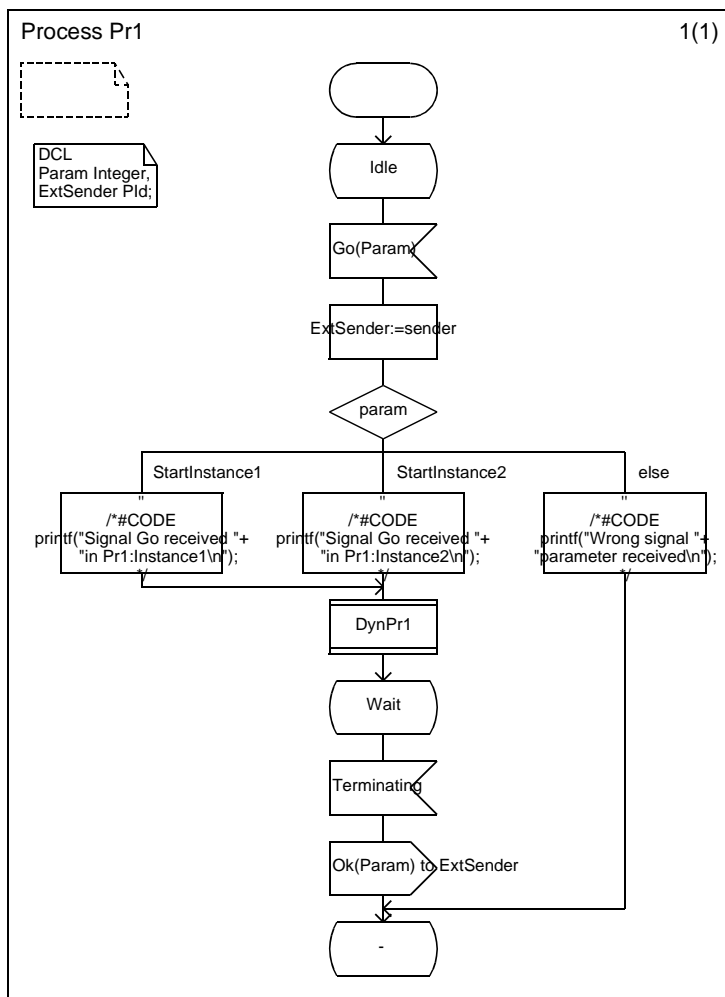 Process Pr1
1(1)
DCL
Param Integer,
ExtSender PId;
Idle
Go(Param)
ExtSender:=sender
param
StartInstance1
StartInstance2
else
''
/*#CODE
printf("Signal Go received "+
"in Pr1:Instance1\n");
*/
''
/*#CODE
printf("Signal Go received "+
"in Pr1:Instance2\n");
*/
''
/*#CODE
printf("Wrong signal "+
"parameter received\n");
*/
DynPr1
Wait
Terminating
Ok(Param) to ExtSender
-